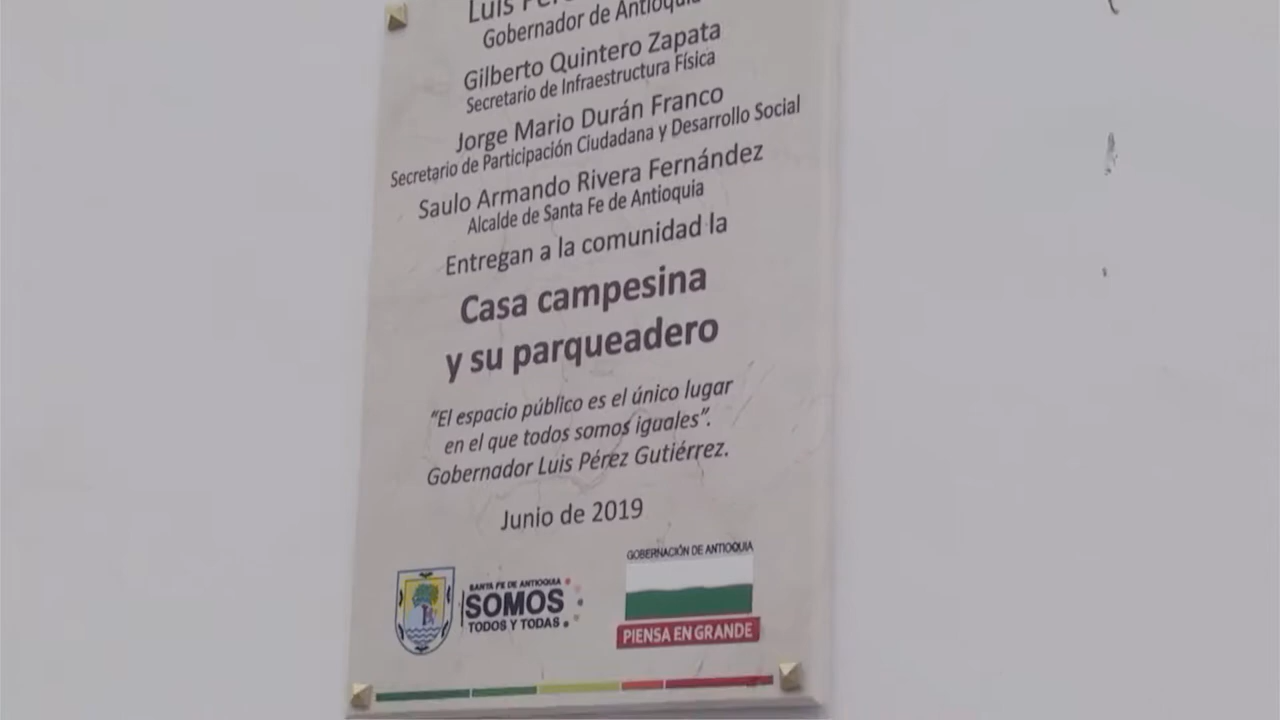 Luis Pérez
Gobernador de Antioquia
Gilberto Quintero Zapata
Secretario de Infraestructura Física
Jorge Mario Durán Franco
Secretario de Participación Ciudadana y Desarrollo Social
Saulo Armando Rivera Fernández
Alcalde de Santa Fe de Antioquia
Entregan a la comunidad la
Casa campesina
y su parqueadero
“El espacio público es el único lugar
en el que todos somos iguales”.
Gobernador Luis Pérez Gutiérrez.
Junio de 2019
SANTA FE DE ANTIOQUIA
SOMOS
TODOS Y TODAS
GOBERNACIÓN DE ANTIOQUIA
PIENSA EN GRANDE